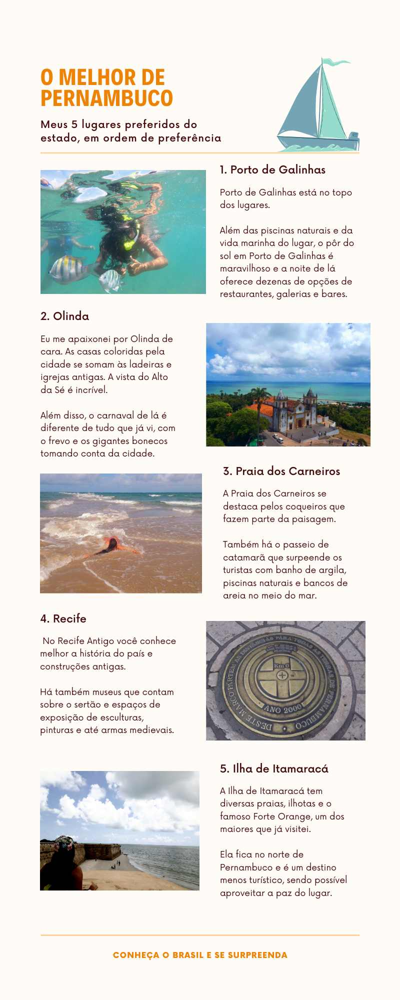 O MELHOR DE
PERNAMBUCO
Meus 5 lugares preferidos do
estado, em ordem de preferência
1. Porto de Galinhas
Porto de Galinhas está no topo
dos lugares.
Além das piscinas naturais e da
vida marinha do lugar, o pôr do
sol em Porto de Galinhas é
maravilhoso e a noite de lá
oferece dezenas de opções de
restaurantes, galerias e bares.
2. Olinda
Eu me apaixonei por Olinda de
cara. As casas coloridas pela
cidade se somam às ladeiras e
igrejas antigas. A vista do Alto
da Sé é incrível.
Além disso, o carnaval de lá é
diferente de tudo que já vi, com
o frevo e os gigantes bonecos
tomando conta da cidade.
3. Praia dos Carneiros
A Praia dos Carneiros se
destaca pelos coqueiros que
fazem parte da paisagem.
Também há o passeio de
catamarã que surpeende os
turistas com banho de argila,
piscinas naturais e bancos de
areia no meio do mar.
4. Recife
No Recife Antigo você conhece
melhor a história do país e
construções antigas.
Há também museus que contam
sobre o sertão e espaços de
exposição de esculturas,
pinturas e até armas medievais.
DESTE MARCO PARTEM AS DISTÂNCIAS PARA TODAS AS TERRAS DE PERNAMBUCO
Km 0
ANO 2000
5. Ilha de Itamaracá
A Ilha de Itamaracá tem
diversas praias, ilhotas e o
famoso Forte Orange, um dos
maiores que já visitei.
Ela fica no norte de
Pernambuco e é um destino
menos turístico, sendo possível
aproveitar a paz do lugar.
CONHEÇA O BRASIL E SE SURPREENDA